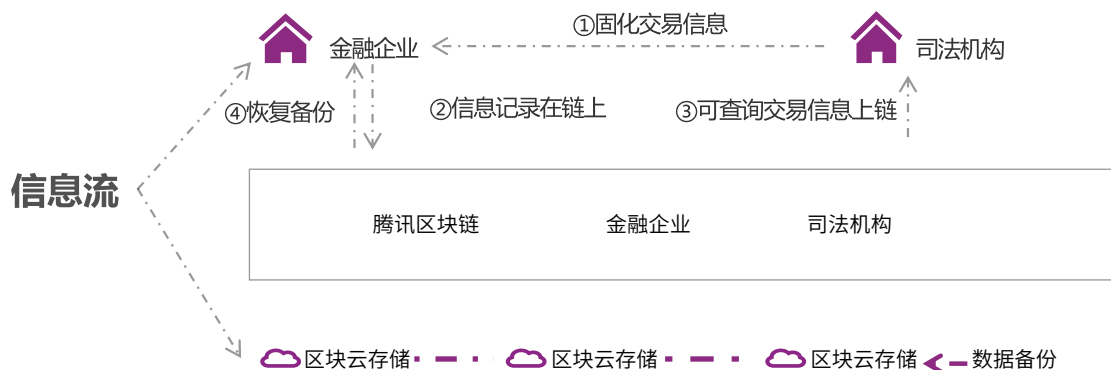 ①固化交易信息
金融企业
司法机构
④恢复备份
②信息记录在链上
③可查询交易信息上链
信息流
腾讯区块链 金融企业 司法机构
区块云存储 区块云存储 区块云存储 数据备份